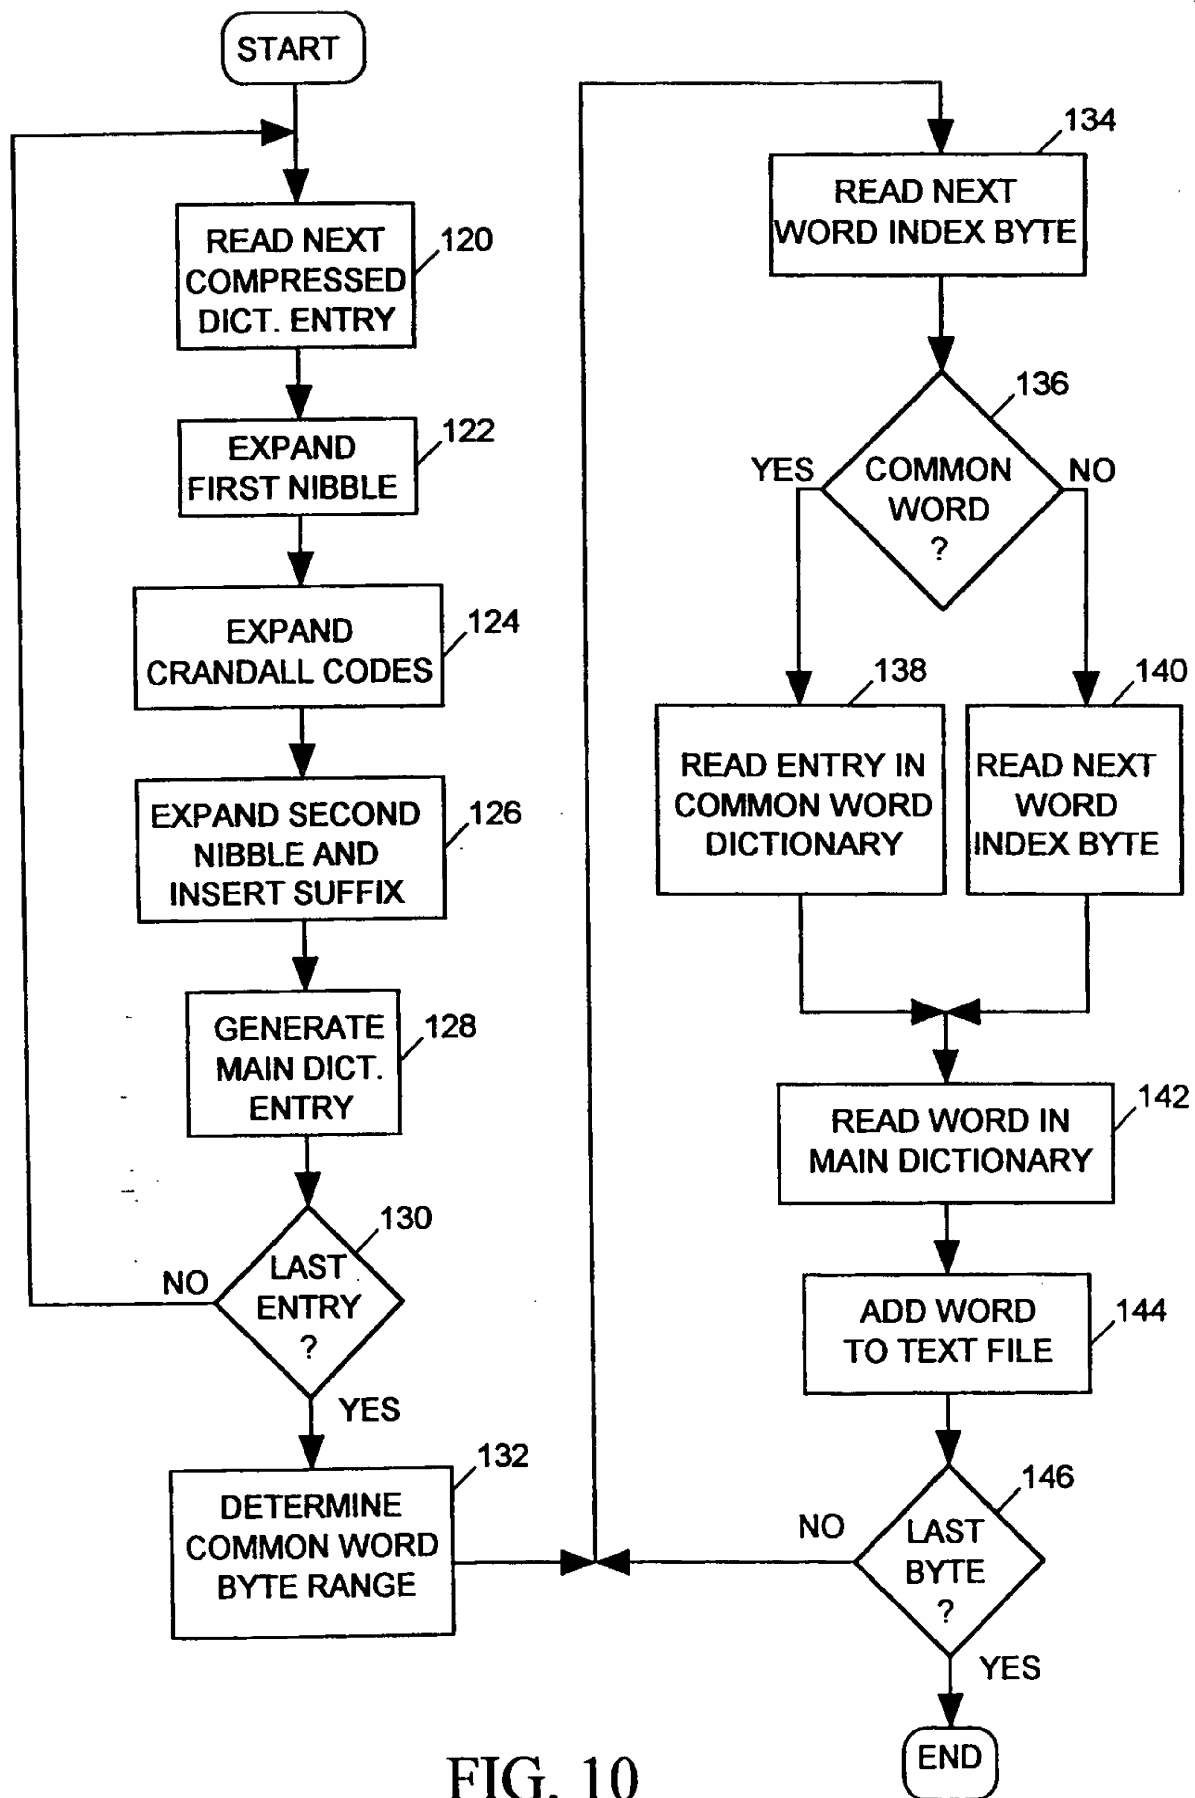 START
READ NEXT
COMPRESSED
DICT. ENTRY
120
EXPAND
FIRST NIBBLE
122
EXPAND
CRANDALL CODES
124
EXPAND SECOND
NIBBLE AND
INSERT SUFFIX
126
GENERATE
MAIN DICT.
ENTRY
128
LAST
ENTRY
?
130
NO
YES
DETERMINE
COMMON WORD
BYTE RANGE
132
READ NEXT
WORD INDEX BYTE
134
COMMON
WORD
?
136
YES
NO
READ ENTRY IN
COMMON WORD
DICTIONARY
138
READ NEXT
WORD
INDEX BYTE
140
READ WORD IN
MAIN DICTIONARY
142
ADD WORD
TO TEXT FILE
144
LAST
BYTE
?
146
NO
YES
END
FIG. 10